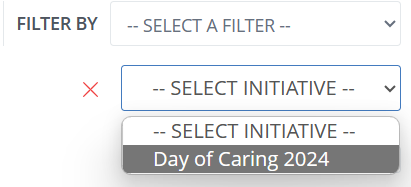 FILTER BY -- SELECT A FILTER --
-- SELECT INITIATIVE --
-- SELECT INITIATIVE --
Day of Caring 2024